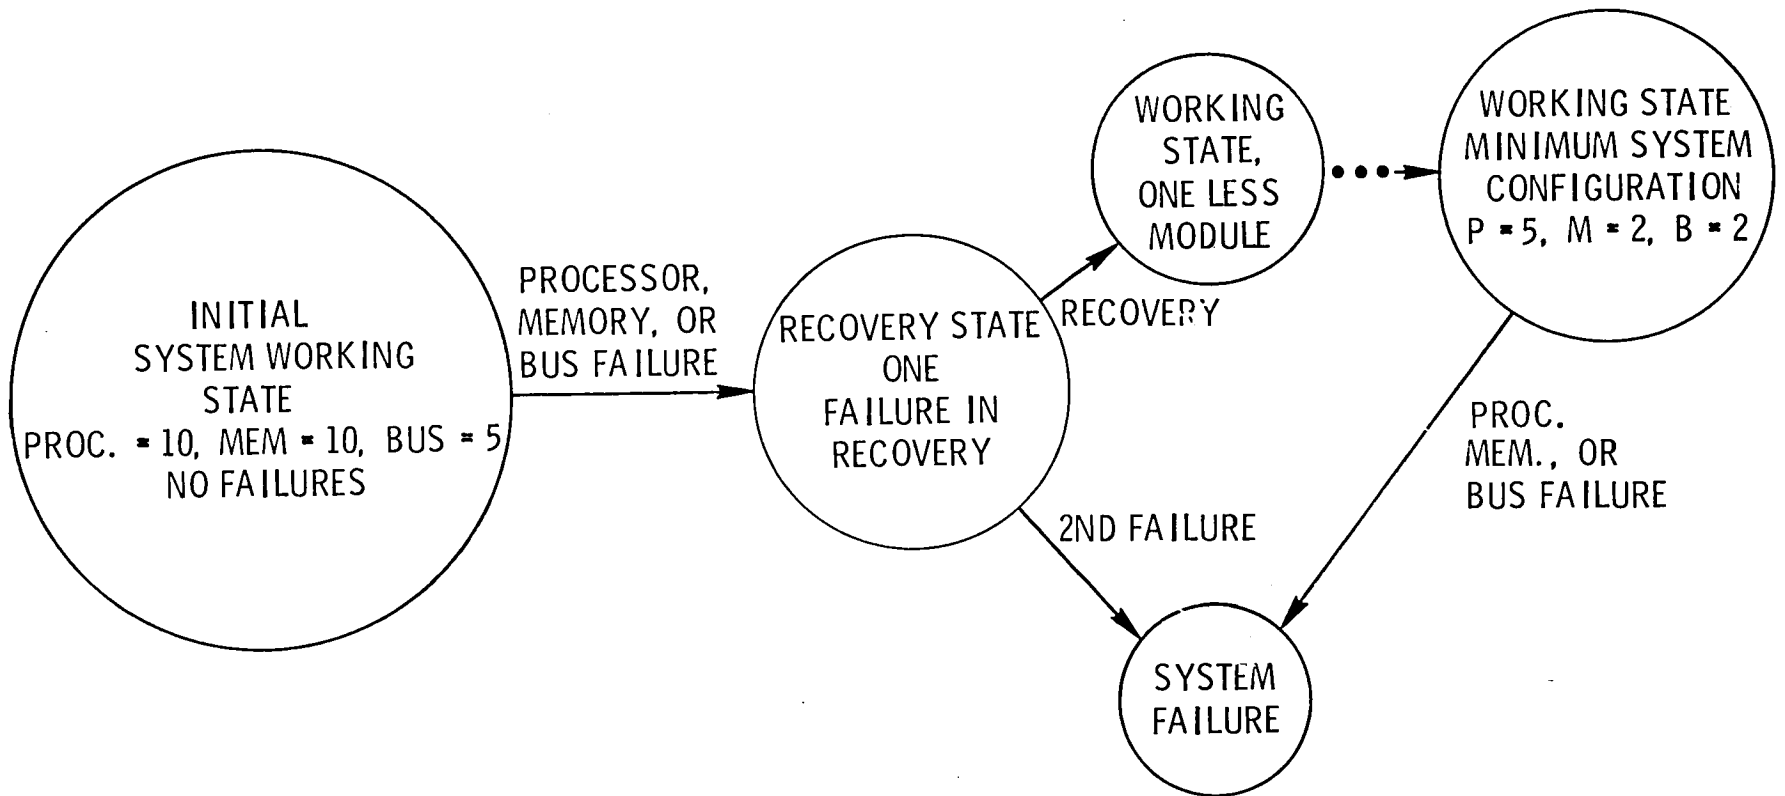 INITIAL
SYSTEM WORKING
STATE
PROC. = 10, MEM = 10, BUS = 5
NO FAILURES
PROCESSOR,
MEMORY, OR
BUS FAILURE
RECOVERY STATE
ONE
FAILURE IN
RECOVERY
RECOVERY
WORKING
STATE,
ONE LESS
MODULE
WORKING STATE
MINIMUM SYSTEM
CONFIGURATION
P = 5, M = 2, B = 2
2ND FAILURE
PROC.
MEM., OR
BUS FAILURE
SYSTEM
FAILURE